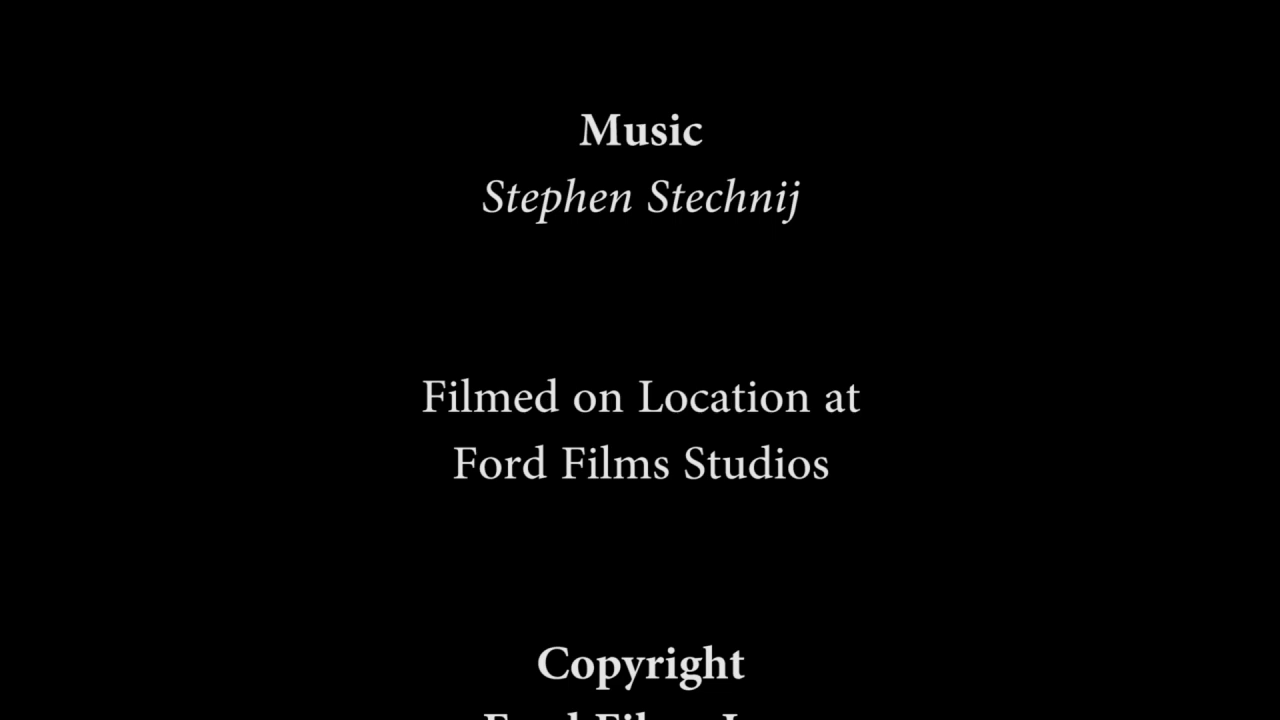 Music
Stephen Stechnij
Filmed on Location at
Ford Films Studios
Copyright